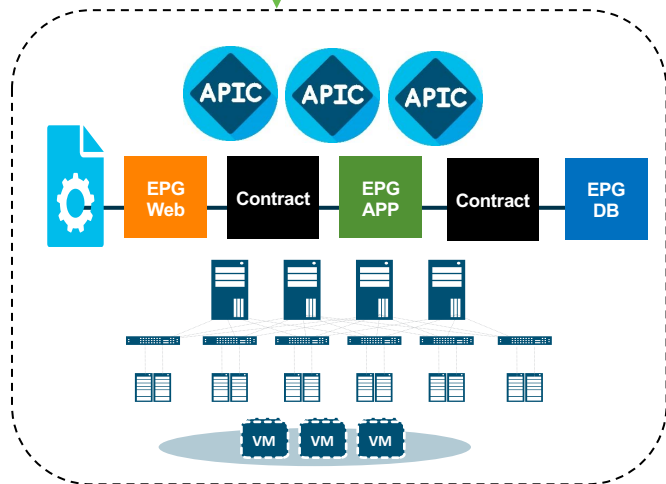 APIC
APIC
APIC
EPG
Web
Contract
EPG
APP
Contract
EPG
DB
VM
VM
VM